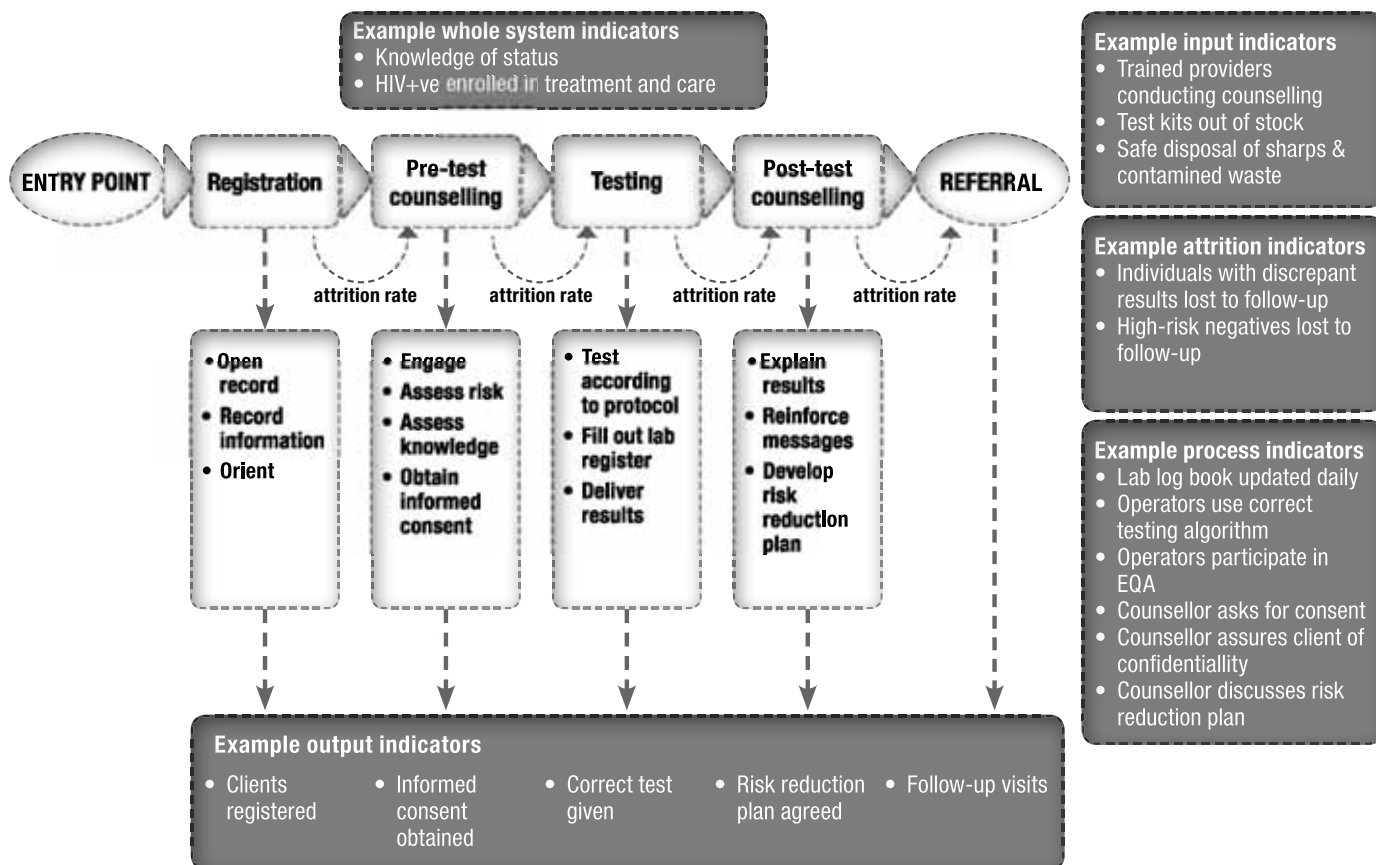 Example whole system indicators
• Knowledge of status
• HIV+ve enrolled in treatment and care
ENTRY POINT
Registration
Pre-test
counselling
Testing
Post-test
counselling
REFERRAL
attrition rate
attrition rate
attrition rate
attrition rate
• Open
record
• Record
information
• Orient
• Engage
• Assess risk
• Assess
knowledge
• Obtain
informed
consent
• Test
according
to protocol
• Fill out lab
register
• Deliver
results
• Explain
results
• Reinforce
messages
• Develop
risk
reduction
plan
Example output indicators
• Clients
registered
• Informed
consent
obtained
• Correct test
given
• Risk reduction
plan agreed
• Follow-up visits
Example input indicators
• Trained providers
conducting counselling
• Test kits out of stock
• Safe disposal of sharps &
contamined waste
Example attrition indicators
• Individuals with discrepant
results lost to follow-up
• High-risk negatives lost to
follow-up
Example process indicators
• Lab log book updated daily
• Operators use correct
testing algorithm
• Operators participate in
EQA
• Counsellor asks for consent
• Counsellor assures client of
confidentiallity
• Counsellor discusses risk
reduction plan